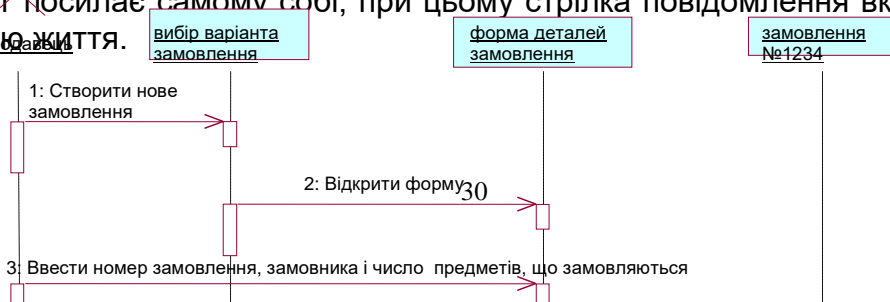 посилає самому собі, при цьому стрілка повідомлення вк
життя.
вибір варіанта
замовлення
форма деталей
замовлення
замовлення
№1234
1: Створити нове
замовлення
2: Відкрити форму
30
3: Ввести номер замовлення, замовника і число предметів, що замовляються